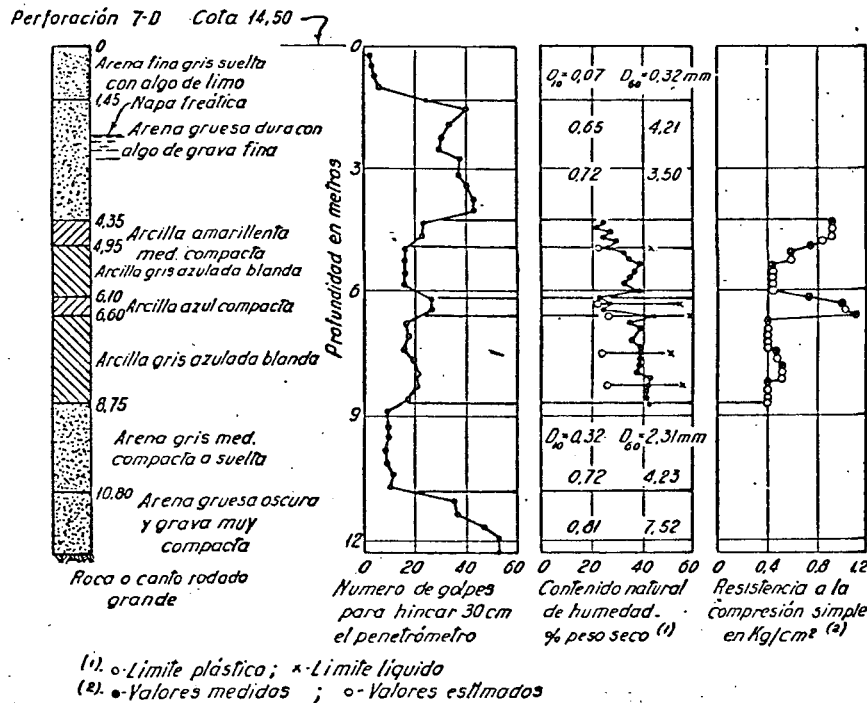 Perforación 7-D Cota 14,50
0
Arena fina gris suelta
con algo de limo
1,45
Napa freática
Arena gruesa dura con
algo de grava fina
4,35
Arcilla amarillenta
med. compacta
4,95
Arcilla gris azulada blanda
6,10
Arcilla azul compacta
6,60
Arcilla gris azulada blanda
8,75
Arena gris med.
compacta a suelta
10,80
Arena gruesa oscura
y grava muy
compacta
Roca o canto rodado
grande
Profundidad en metros
0
3
6
9
12
0 20 40 60
Numero de golpes
para hincar 30 cm
el penetrómetro
D10=0,07 D60=0,32 mm
0,65 4,21
0,72 3,50
D10=0,32 D60=2,31 mm
0,72 4,23
0,81 7,52
0 20 40 60
Contenido natural
de humedad.
% peso seco (1)
0 0,4 0,8 1,2
Resistencia a la
compresión simple
en Kg/cm² (2)
(1). o-Límite plástico; x-Límite líquido
(2). ●-Valores medidos ; o-Valores estimados